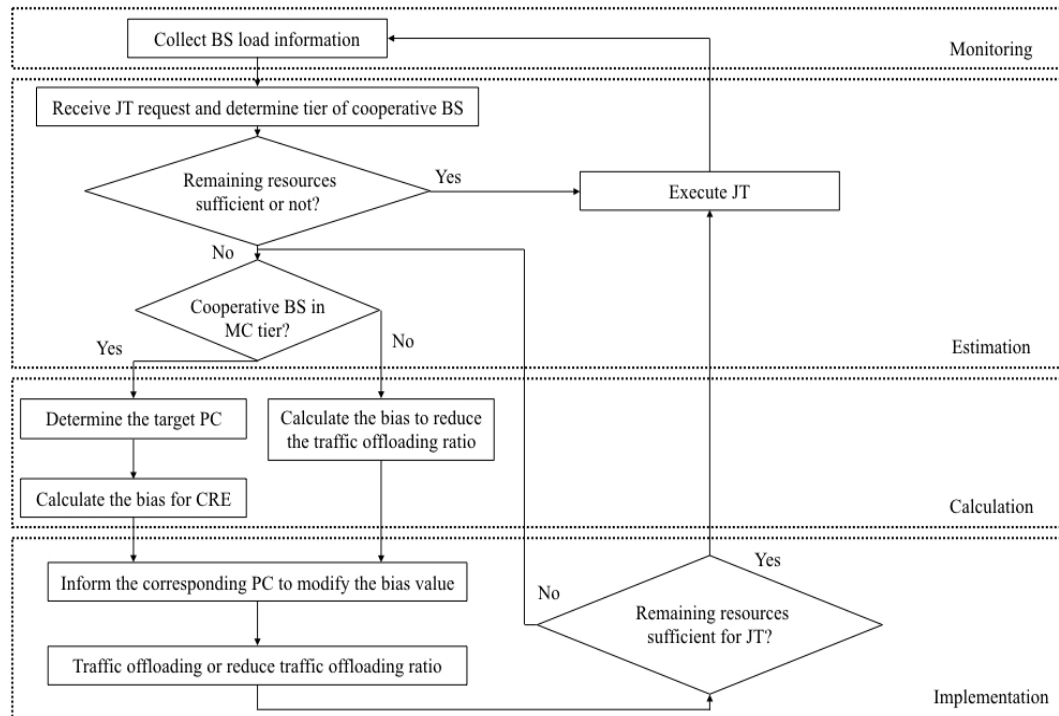 Collect BS load information
Monitoring
Receive JT request and determine tier of cooperative BS
Remaining resources
sufficient or not?
Yes
Execute JT
No
Cooperative BS in
MC tier?
Yes
No
Estimation
Determine the target PC
Calculate the bias to reduce
the traffic offloading ratio
Calculate the bias for CRE
Calculation
Inform the corresponding PC to modify the bias value
No
Yes
Remaining resources
sufficient for JT?
Traffic offloading or reduce traffic offloading ratio
Implementation